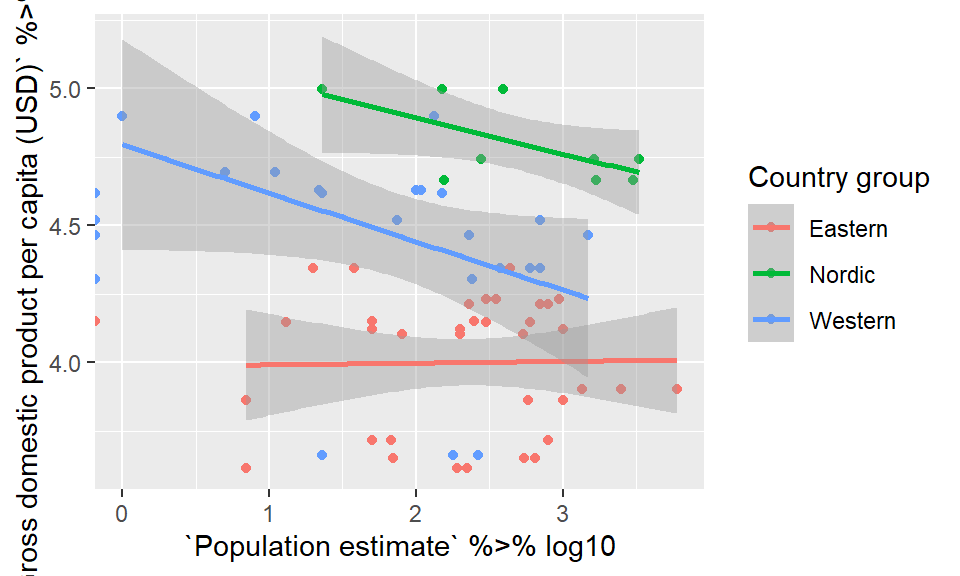 5.0
4.5
4.0
0
1
2
3
`Population estimate` %>% log10
ross domestic product per capita (USD)` %>%
Country group
Eastern
Nordic
Western